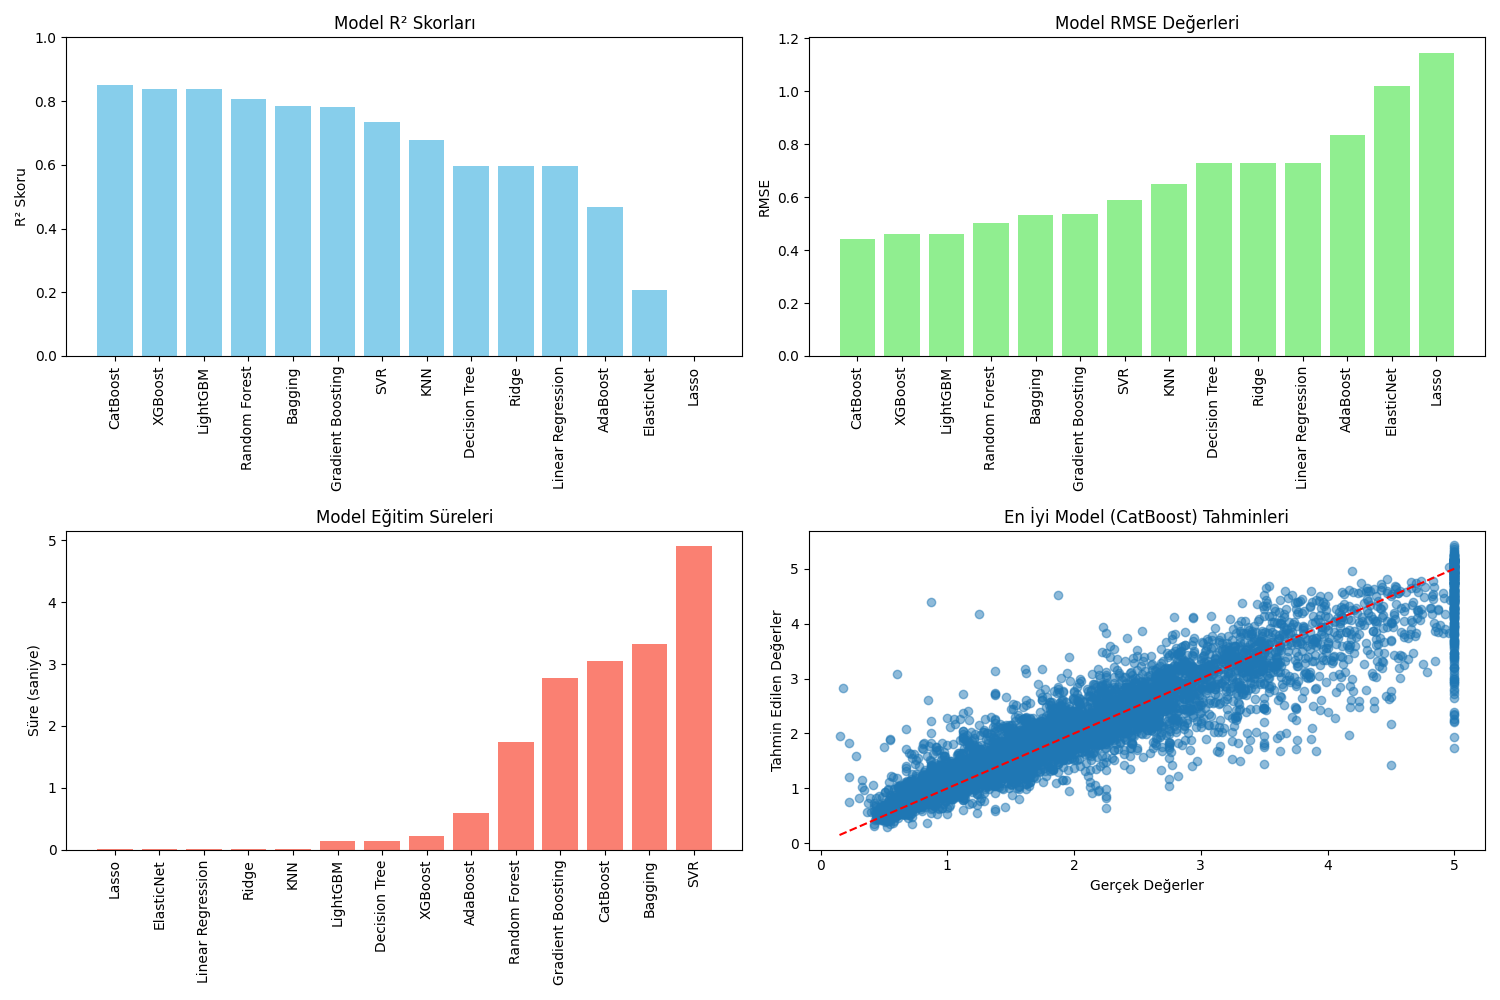 Model R² Skorları
R² Skoru
1.0
0.8
0.6
0.4
0.2
0.0
CatBoost
XGBoost
LightGBM
Random Forest
Bagging
Gradient Boosting
SVR
KNN
Decision Tree
Ridge
Linear Regression
AdaBoost
ElasticNet
Lasso
Model RMSE Değerleri
RMSE
1.2
1.0
0.8
0.6
0.4
0.2
0.0
CatBoost
XGBoost
LightGBM
Random Forest
Bagging
Gradient Boosting
SVR
KNN
Decision Tree
Ridge
Linear Regression
AdaBoost
ElasticNet
Lasso
Model Eğitim Süreleri
Süre (saniye)
5
4
3
2
1
0
Lasso
ElasticNet
Linear Regression
Ridge
KNN
LightGBM
Decision Tree
XGBoost
AdaBoost
Random Forest
Gradient Boosting
CatBoost
Bagging
SVR
En İyi Model (CatBoost) Tahminleri
Tahmin Edilen Değerler
5
4
3
2
1
0
0
1
2
3
4
5
Gerçek Değerler